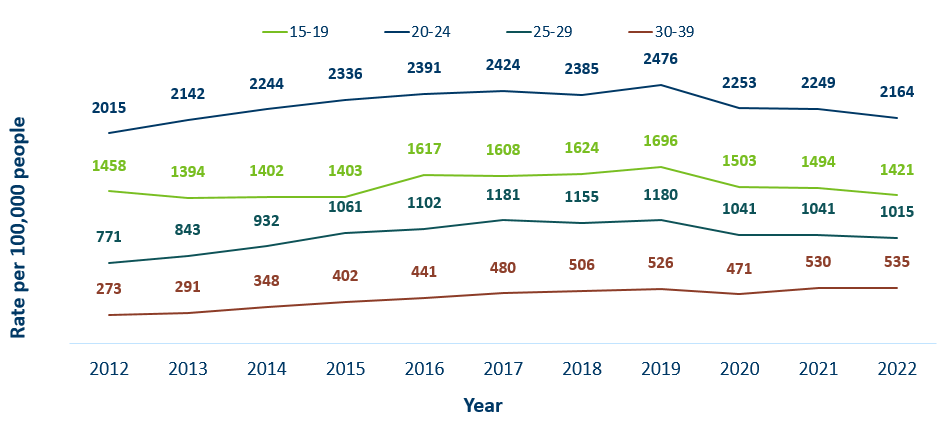 15-19 20-24 25-29 30-39
2015 2142 2244 2336 2391 2424 2385 2476 2253 2249 2164
1458 1394 1402 1403 1617 1608 1624 1696 1503 1494 1421
771 843 932 1061 1102 1181 1155 1180 1041 1041 1015
273 291 348 402 441 480 506 526 471 530 535
Rate per 100,000 people
2012 2013 2014 2015 2016 2017 2018 2019 2020 2021 2022
Year